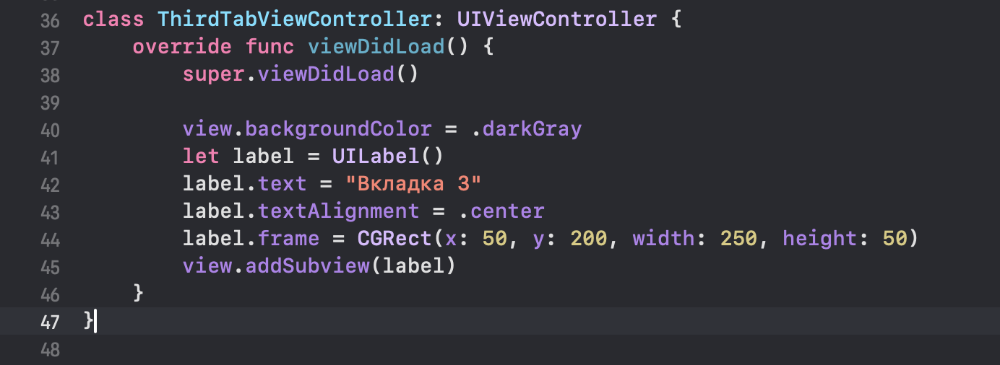 36 class ThirdTabViewController: UIViewController {
37     override func viewDidLoad() {
38         super.viewDidLoad()
39
40         view.backgroundColor = .darkGray
41         let label = UILabel()
42         label.text = "Вкладка 3"
43         label.textAlignment = .center
44         label.frame = CGRect(x: 50, y: 200, width: 250, height: 50)
45         view.addSubview(label)
46     }
47 }
48